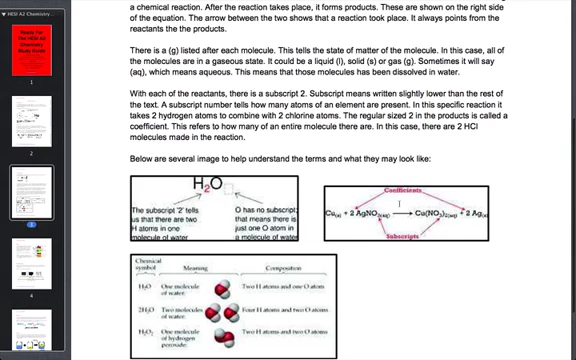 HESI A2 Chemistry...
Ready For
The HESI A2
Chemistry
Study Guide
2
3
4
a chemical reaction. After the reaction takes place, it forms products. These are shown on the right side
of the equation. The arrow between the two shows that a reaction took place. It always points from the
reactants the the products.
There is a (g) listed after each molecule. This tells the state of matter of the molecule. In this case, all of
the molecules are in a gaseous state. It could be a liquid (l), solid (s) or gas (g). Sometimes it will say
(aq), which means aqueous. This means that those molecules has been dissolved in water.
With each of the reactants, there is a subscript 2. Subscript means written slightly lower than the rest of
the text. A subscript number tells how many atoms of an element are present. In this specific reaction it
takes 2 hydrogen atoms to combine with 2 chlorine atoms. The regular sized 2 in the products is called a
coefficient. This refers to how many of an entire molecule there are. In this case, there are 2 HCl
molecules made in the reaction.
Below are several image to help understand the terms and what they may look like:
H₂O
The subscript '2' tells
us that there are two
H atoms in one
molecule of water
O has no subscript;
that means there is
just one O atom in
a molecule of water
Coefficients
Cu(s) + 2 AgNO₃(aq) → Cu(NO₃)₂(aq) + 2 Ag(s)
Subscripts
Chemical
symbol Meaning Composition
H₂O One molecule
of water: Two H atoms and one O atom
2H₂O Two molecules
of water: Four H atoms and two O atoms
H₂O₂ One molecule
of hydrogen
peroxide: Two H atoms and two O atoms